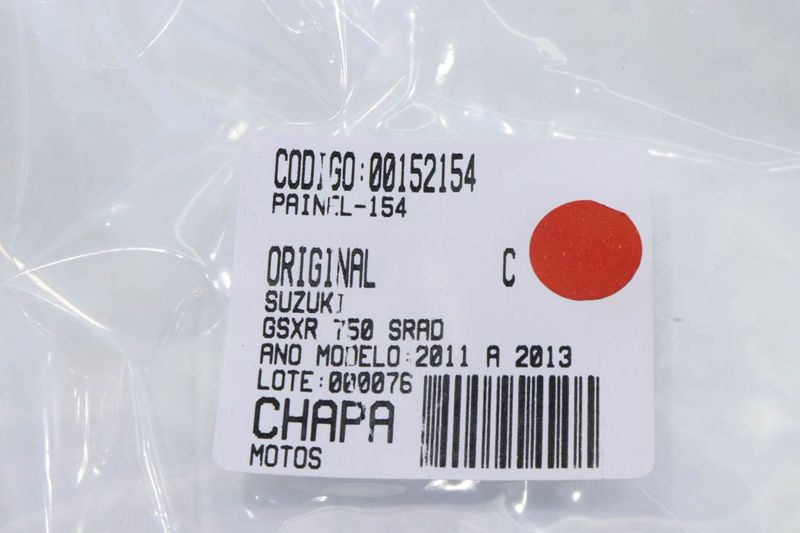 CODIGO:00152154
PAINEL-154
ORIGINAL C
SUZUKI
GSXR 750 SRAD
ANO MODELO:2011 A 2013
LOTE:000076
CHAPA
MOTOS